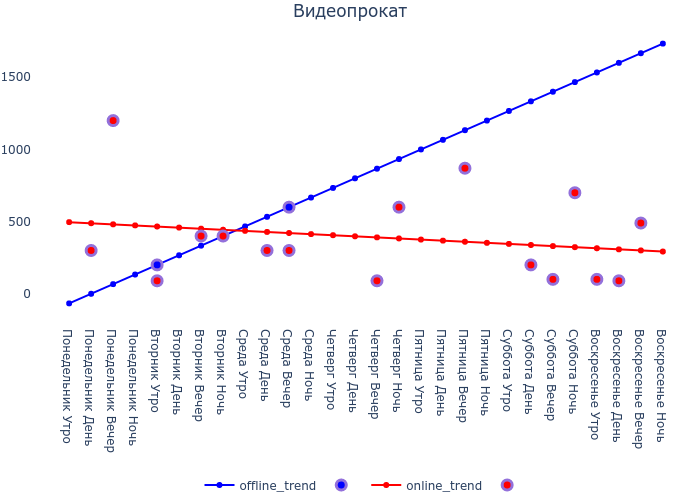 Видеопрокат
1500
1000
500
0
Понедельник Утро
Понедельник День
Понедельник Вечер
Понедельник Ночь
Вторник Утро
Вторник День
Вторник Вечер
Вторник Ночь
Среда Утро
Среда День
Среда Вечер
Среда Ночь
Четверг Утро
Четверг День
Четверг Вечер
Четверг Ночь
Пятница Утро
Пятница День
Пятница Вечер
Пятница Ночь
Суббота Утро
Суббота День
Суббота Вечер
Суббота Ночь
Воскресенье Утро
Воскресенье День
Воскресенье Вечер
Воскресенье Ночь
offline_trend
online_trend